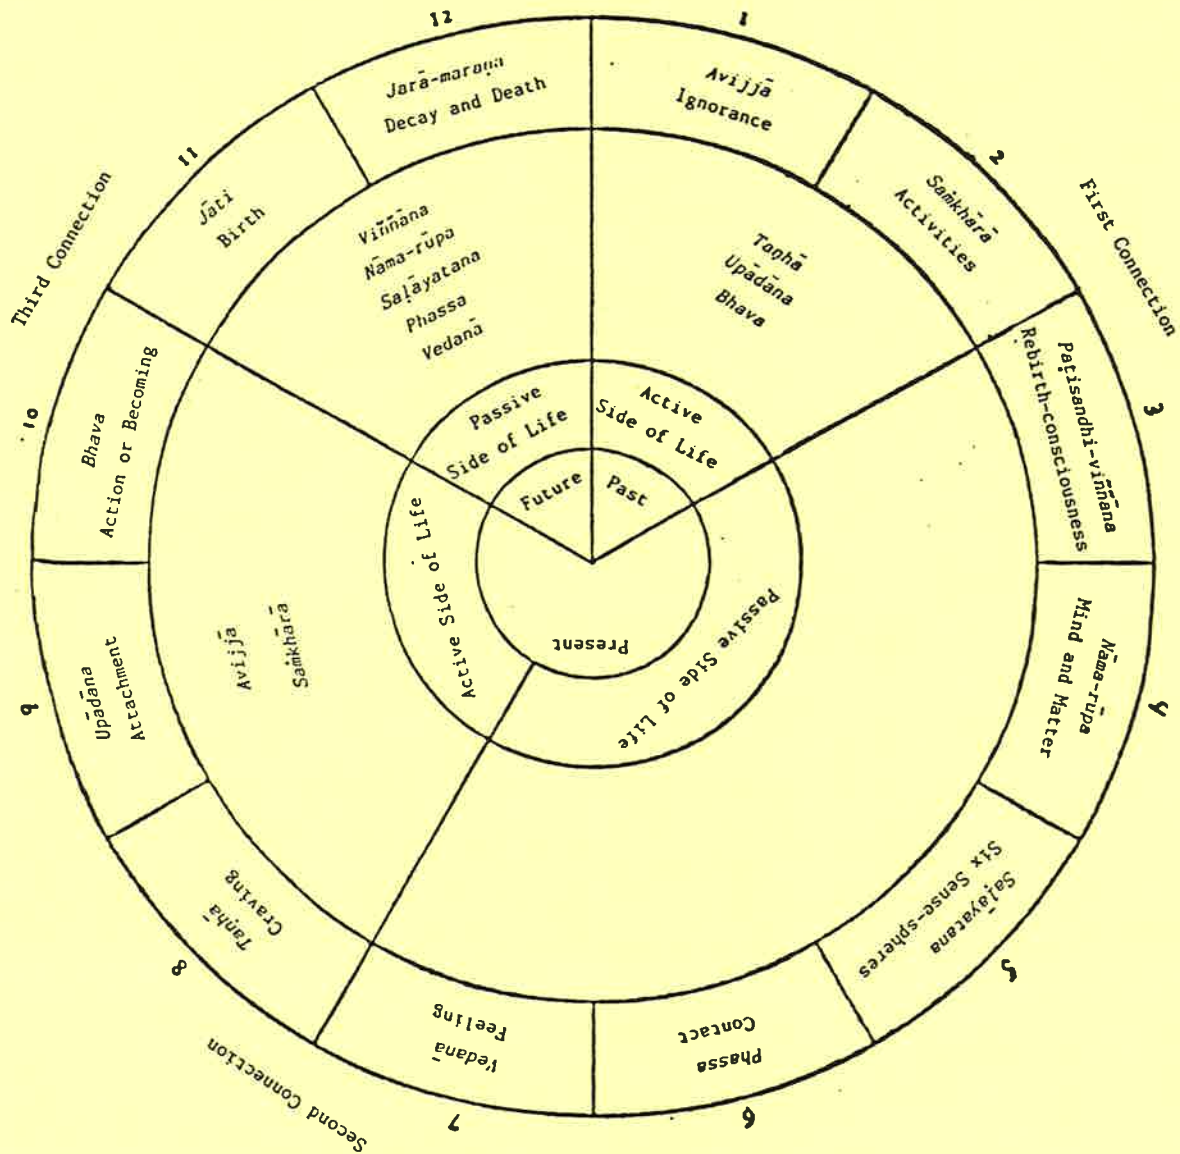 1
Avijjā
Ignorance
2
Saṁkhārā
Activities
First Connection
3
Paṭisandhi-viññāna
Rebirth-consciousness
4
Nāma-rūpa
Mind and Matter
5
Saḷāyatana
Six Sense-spheres
6
Phassa
Contact
7
Vedanā
Feeling
Second Connection
8
Taṇhā
Craving
9
Upādāna
Attachment
10
Bhava
Action or Becoming
Third Connection
11
Jāti
Birth
12
Jarā-maraṇa
Decay and Death
Taṇhā
Upādāna
Bhava
Avijjā
Saṁkhārā
Viññāna
Nāma-rūpa
Saḷāyatana
Phassa
Vedanā
Active
Side of Life
Passive Side of Life
Active Side of Life
Passive
Side of Life
Past
Present
Future